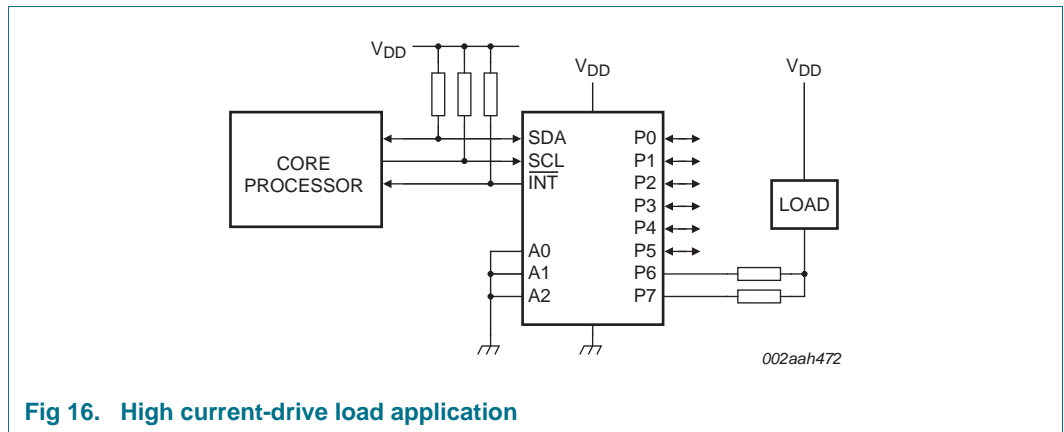 VDD
VDD
VDD
CORE
PROCESSOR
SDA
SCL
INT
A0
A1
A2
P0
P1
P2
P3
P4
P5
P6
P7
LOAD
002aah472
Fig 16. High current-drive load application